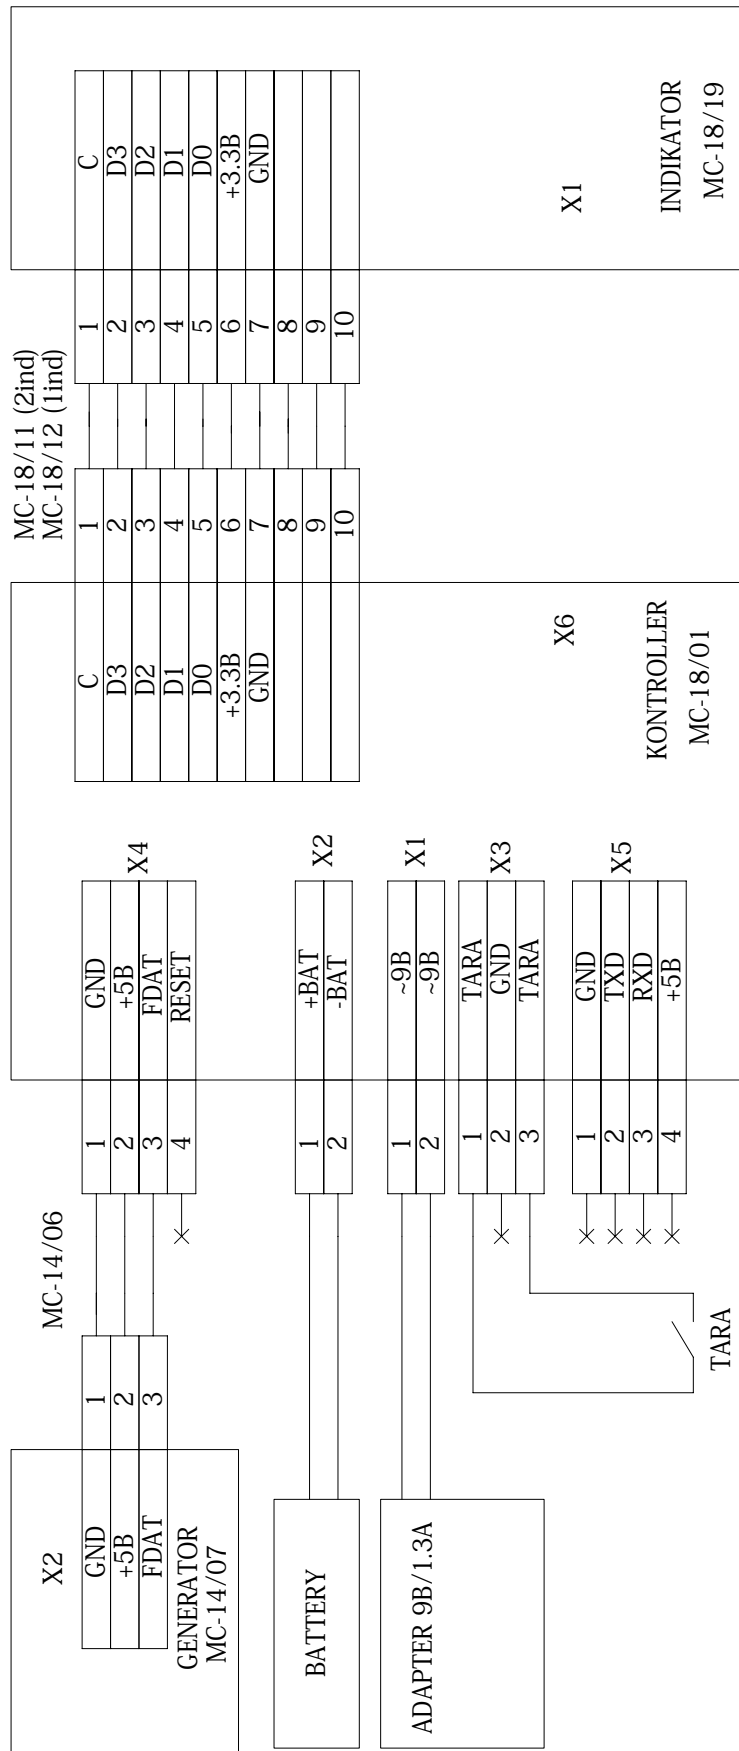 MC-18/11 (2ind)
MC-18/12 (1ind)
C
D3
D2
D1
D0
+3.3B
GND
X1
INDIKATOR
MC-18/19
1
2
3
4
5
6
7
8
9
10
1
2
3
4
5
6
7
8
9
10
C
D3
D2
D1
D0
+3.3B
GND
X6
KONTROLLER
MC-18/01
X4
GND
+5B
FDAT
RESET
1
2
3
4
X2
+BAT
-BAT
1
2
X1
~9B
~9B
1
2
X3
TARA
GND
TARA
1
2
3
X5
GND
TXD
RXD
+5B
1
2
3
4
MC-14/06
1
2
3
X2
GND
+5B
FDAT
GENERATOR
MC-14/07
BATTERY
ADAPTER 9B/1.3A
TARA